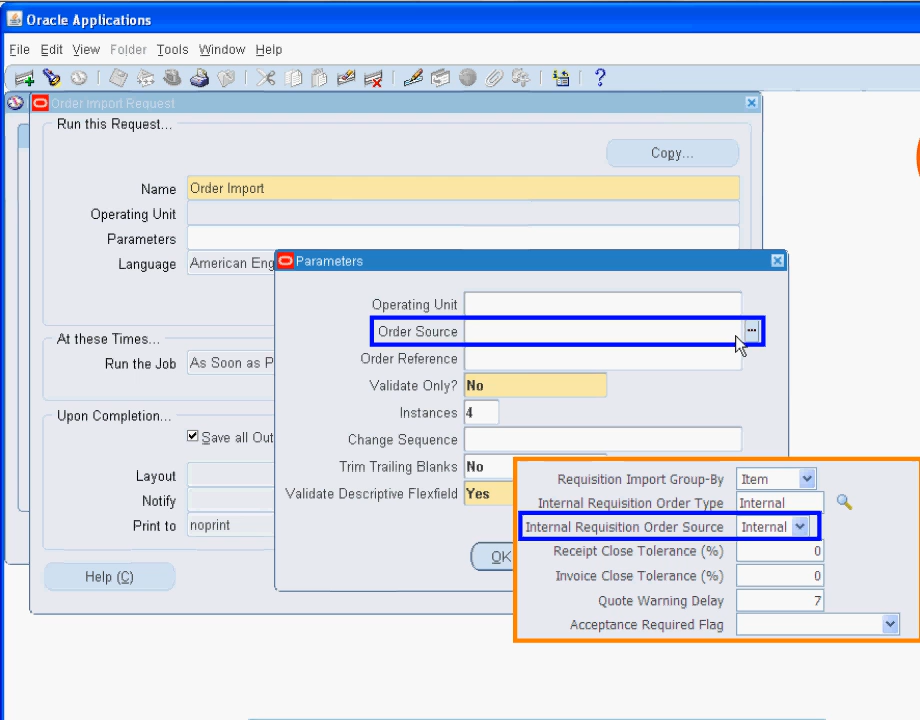 Oracle Applications
File Edit View Folder Tools Window Help
Order Import Request
Run this Request...
Copy...
Name Order Import
Operating Unit
Parameters
Language American Eng
Parameters
Operating Unit
Order Source ...
Order Reference
Validate Only? No
Instances 4
Change Sequence
Trim Trailing Blanks No
Validate Descriptive Flexfield Yes
OK
At these Times...
Run the Job As Soon as P
Upon Completion...
Save all Out
Layout
Notify
Print to noprint
Help (C)
Requisition Import Group-By Item
Internal Requisition Order Type Internal
Internal Requisition Order Source Internal
Receipt Close Tolerance (%) 0
Invoice Close Tolerance (%) 0
Quote Warning Delay 7
Acceptance Required Flag